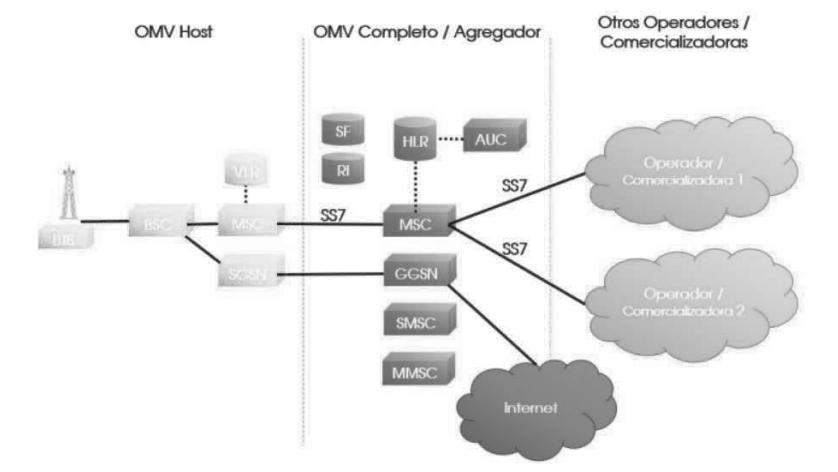 OMV Host
OMV Completo / Agregador
Otros Operadores /
Comercializadoras
SF
HLR
AUC
RI
VLR
Operador /
Comercializadora 1
SS7
BTS
BSC
MSC
SS7
MSC
SS7
SGSN
GGSN
Operador /
Comercializadora 2
SMSC
MMSC
Internet